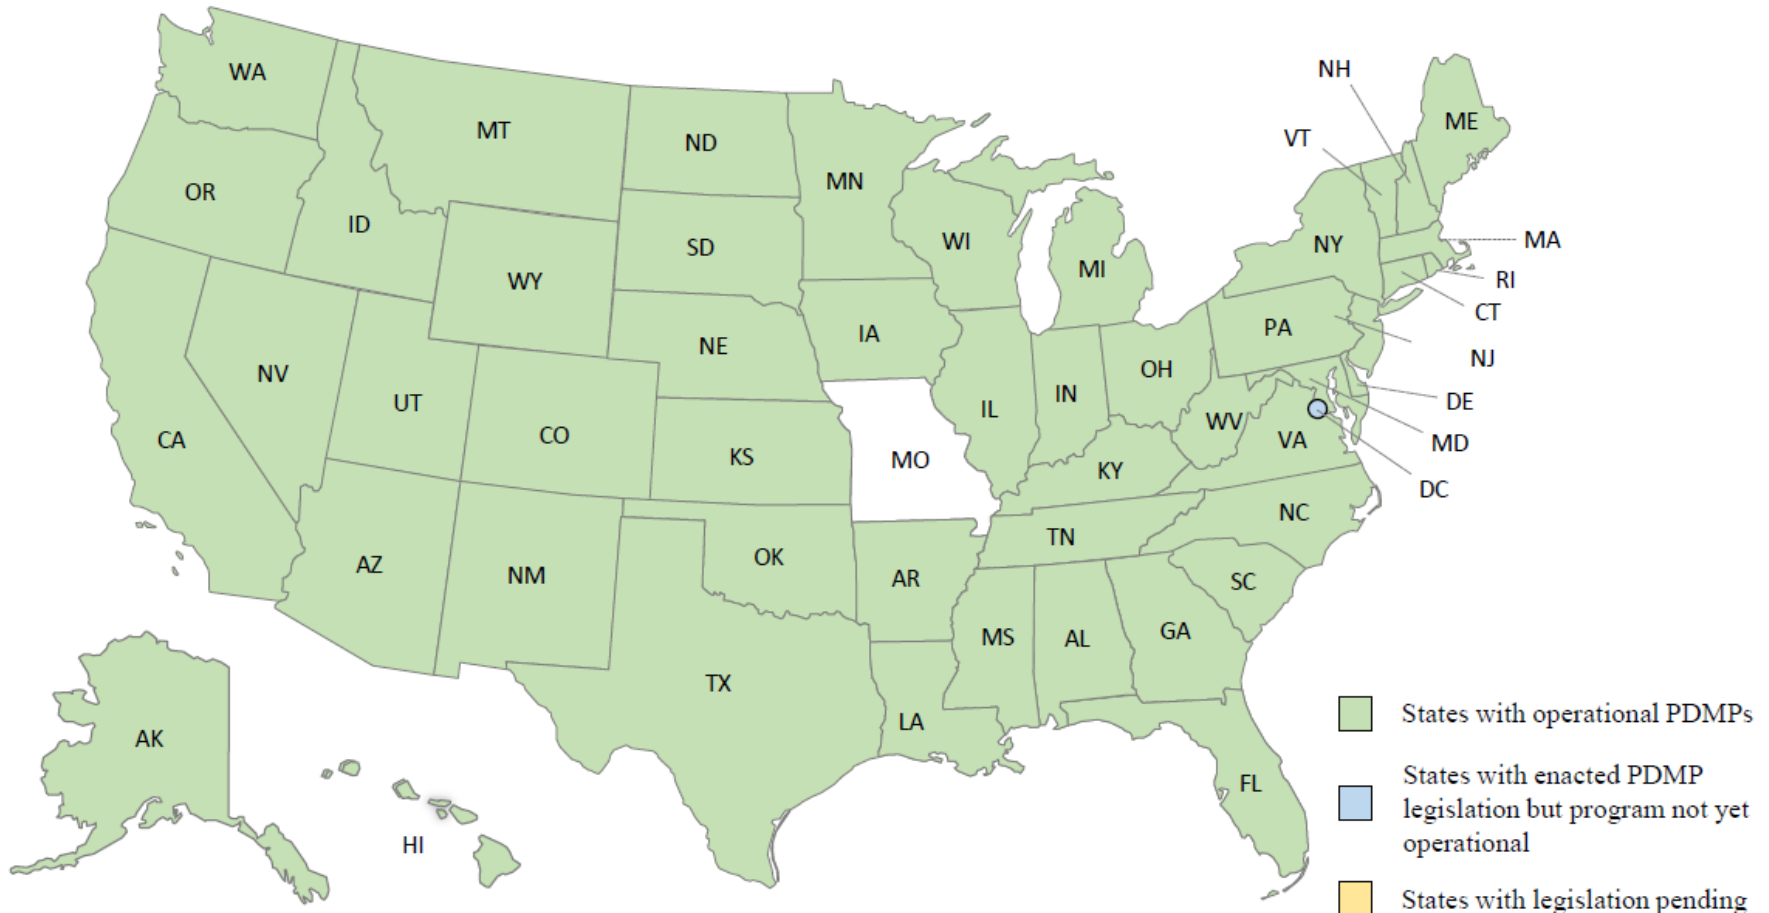 WA
NH
ME
MT
ND
VT
MN
OR
ID
WI
NY
MA
SD
MI
WY
RI
CT
PA
IA
NE
NJ
NV
OH
UT
IN
DE
IL
WV
CO
CA
VA
MD
KS
MO
KY
DC
NC
TN
OK
AZ
NM
AR
SC
GA
MS
AL
TX
LA
States with operational PDMPs
AK
FL
States with enacted PDMP
legislation but program not yet
operational
HI
States with legislation pending